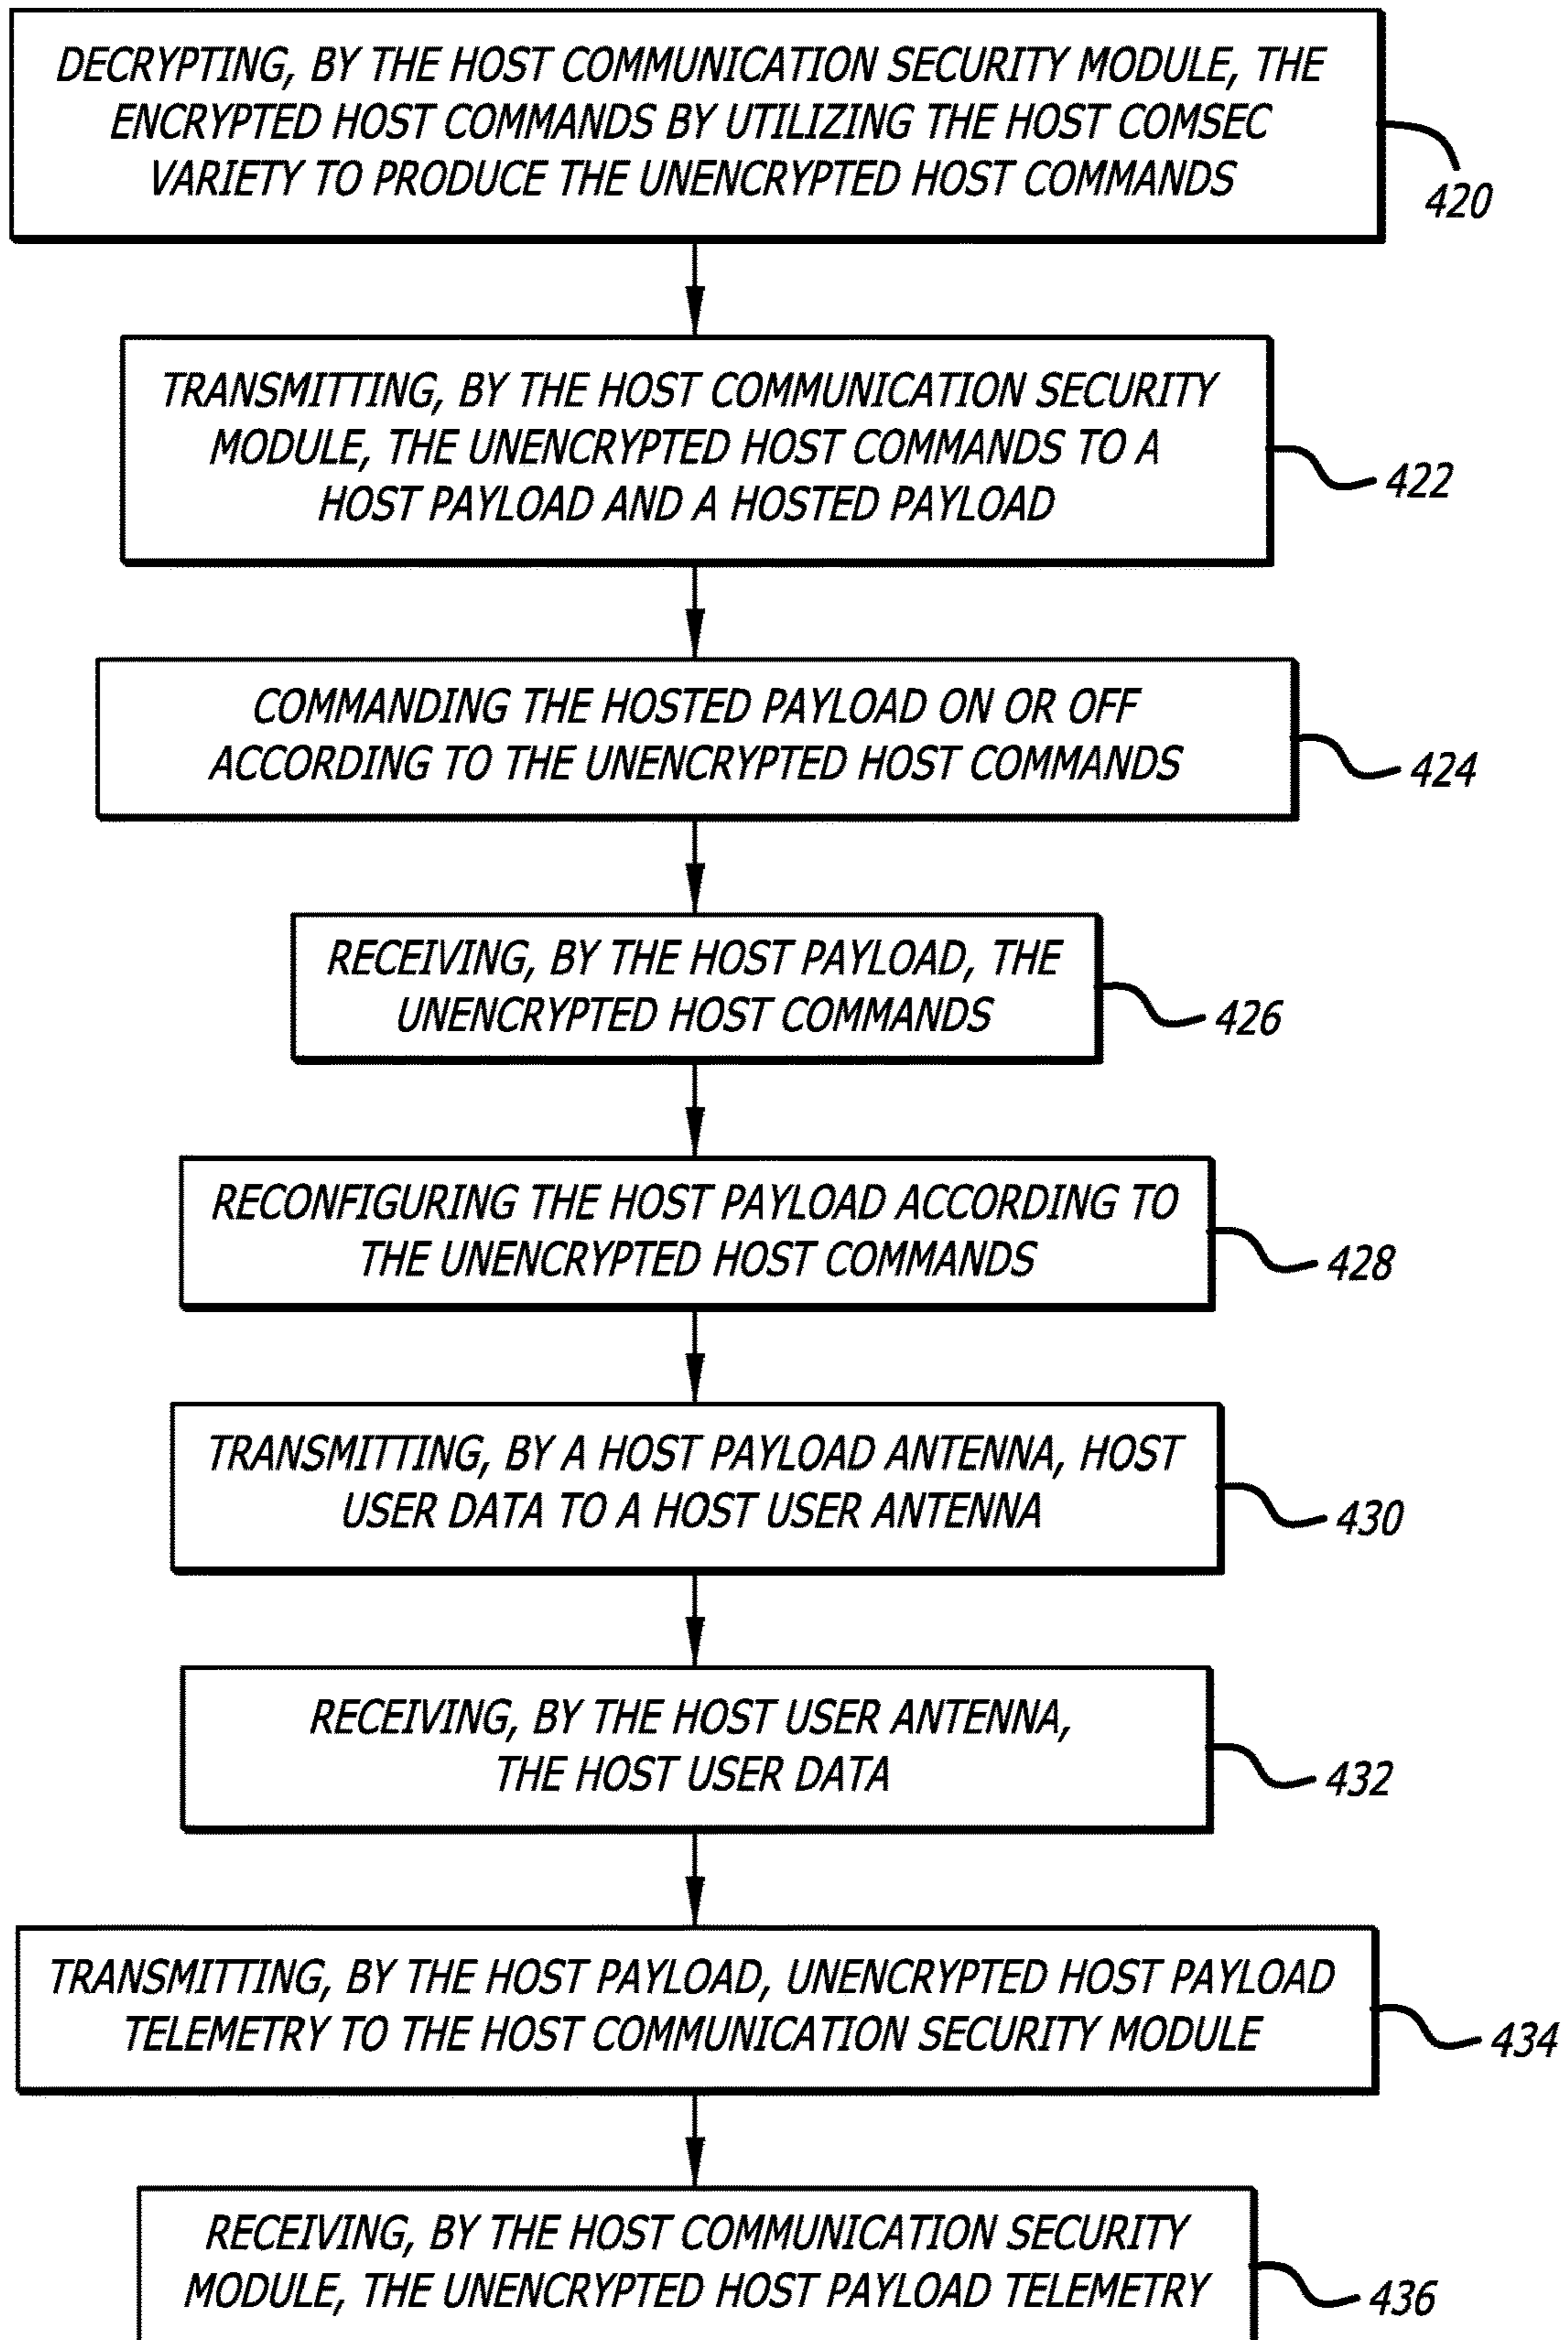 DECRYPTING, BY THE HOST COMMUNICATION SECURITY MODULE, THE
ENCRYPTED HOST COMMANDS BY UTILIZING THE HOST COMSEC
VARIETY TO PRODUCE THE UNENCRYPTED HOST COMMANDS
420
TRANSMITTING, BY THE HOST COMMUNICATION SECURITY
MODULE, THE UNENCRYPTED HOST COMMANDS TO A
HOST PAYLOAD AND A HOSTED PAYLOAD
422
COMMANDING THE HOSTED PAYLOAD ON OR OFF
ACCORDING TO THE UNENCRYPTED HOST COMMANDS
424
RECEIVING, BY THE HOST PAYLOAD, THE
UNENCRYPTED HOST COMMANDS
426
RECONFIGURING THE HOST PAYLOAD ACCORDING TO
THE UNENCRYPTED HOST COMMANDS
428
TRANSMITTING, BY A HOST PAYLOAD ANTENNA, HOST
USER DATA TO A HOST USER ANTENNA
430
RECEIVING, BY THE HOST USER ANTENNA,
THE HOST USER DATA
432
TRANSMITTING, BY THE HOST PAYLOAD, UNENCRYPTED HOST PAYLOAD
TELEMETRY TO THE HOST COMMUNICATION SECURITY MODULE
434
RECEIVING, BY THE HOST COMMUNICATION SECURITY
MODULE, THE UNENCRYPTED HOST PAYLOAD TELEMETRY
436